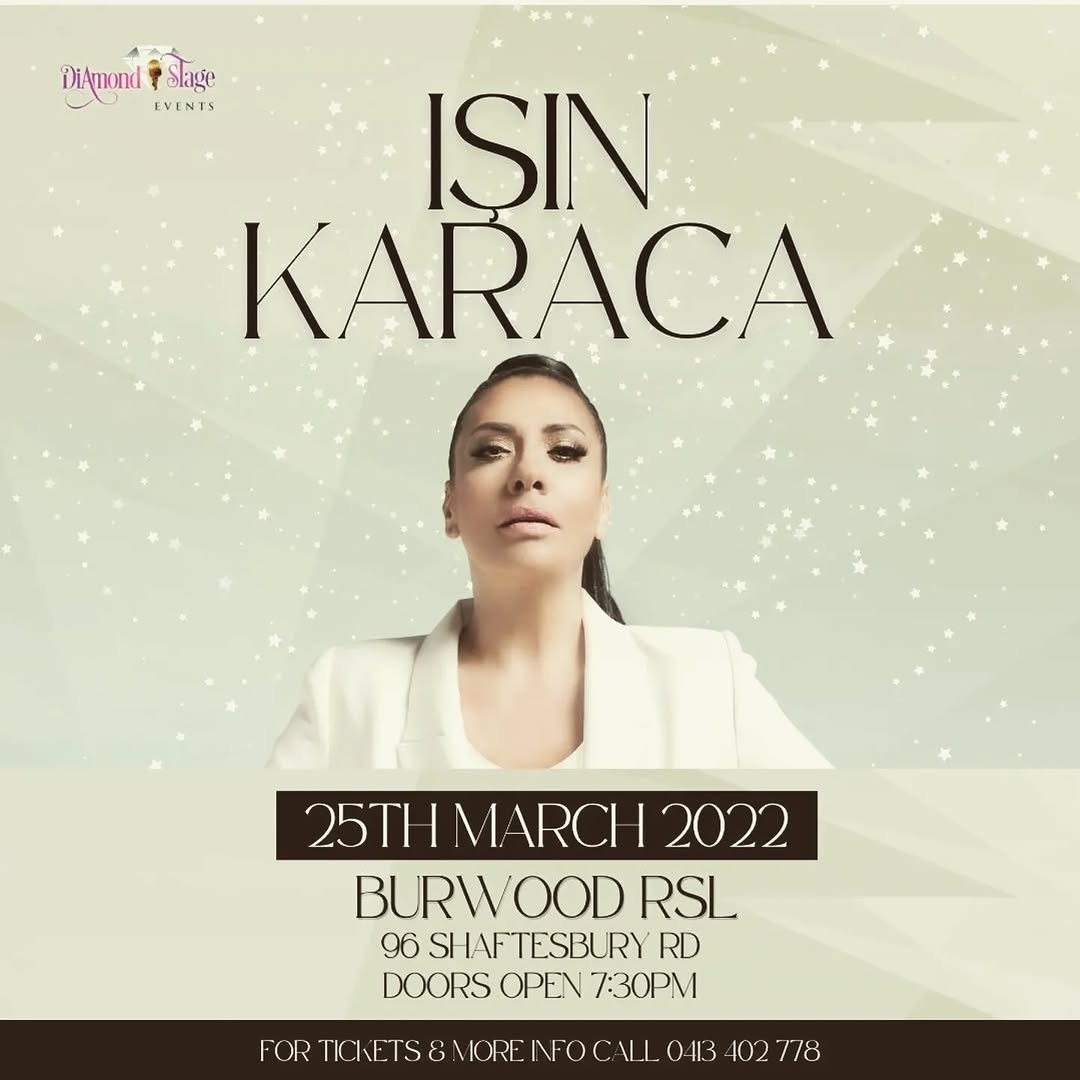 DiAmond STage
EVENTS
IŞIN
KARACA
25TH MARCH 2022
BURWOOD RSL
96 SHAFTESBURY RD
DOORS OPEN 7:30PM
FOR TICKETS & MORE INFO CALL 0413 402 778